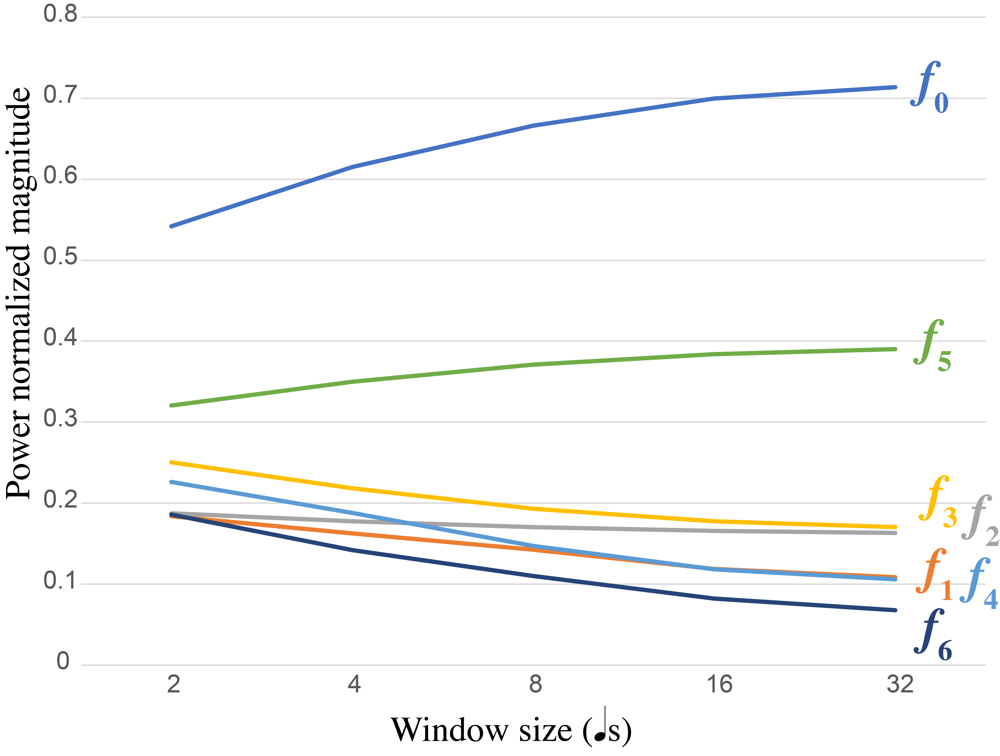 Power normalized magnitude
0.8
0.7
0.6
0.5
0.4
0.3
0.2
0.1
0
f0
f5
f3 f2
f1 f4
f6
2 4 8 16 32
Window size (♩s)